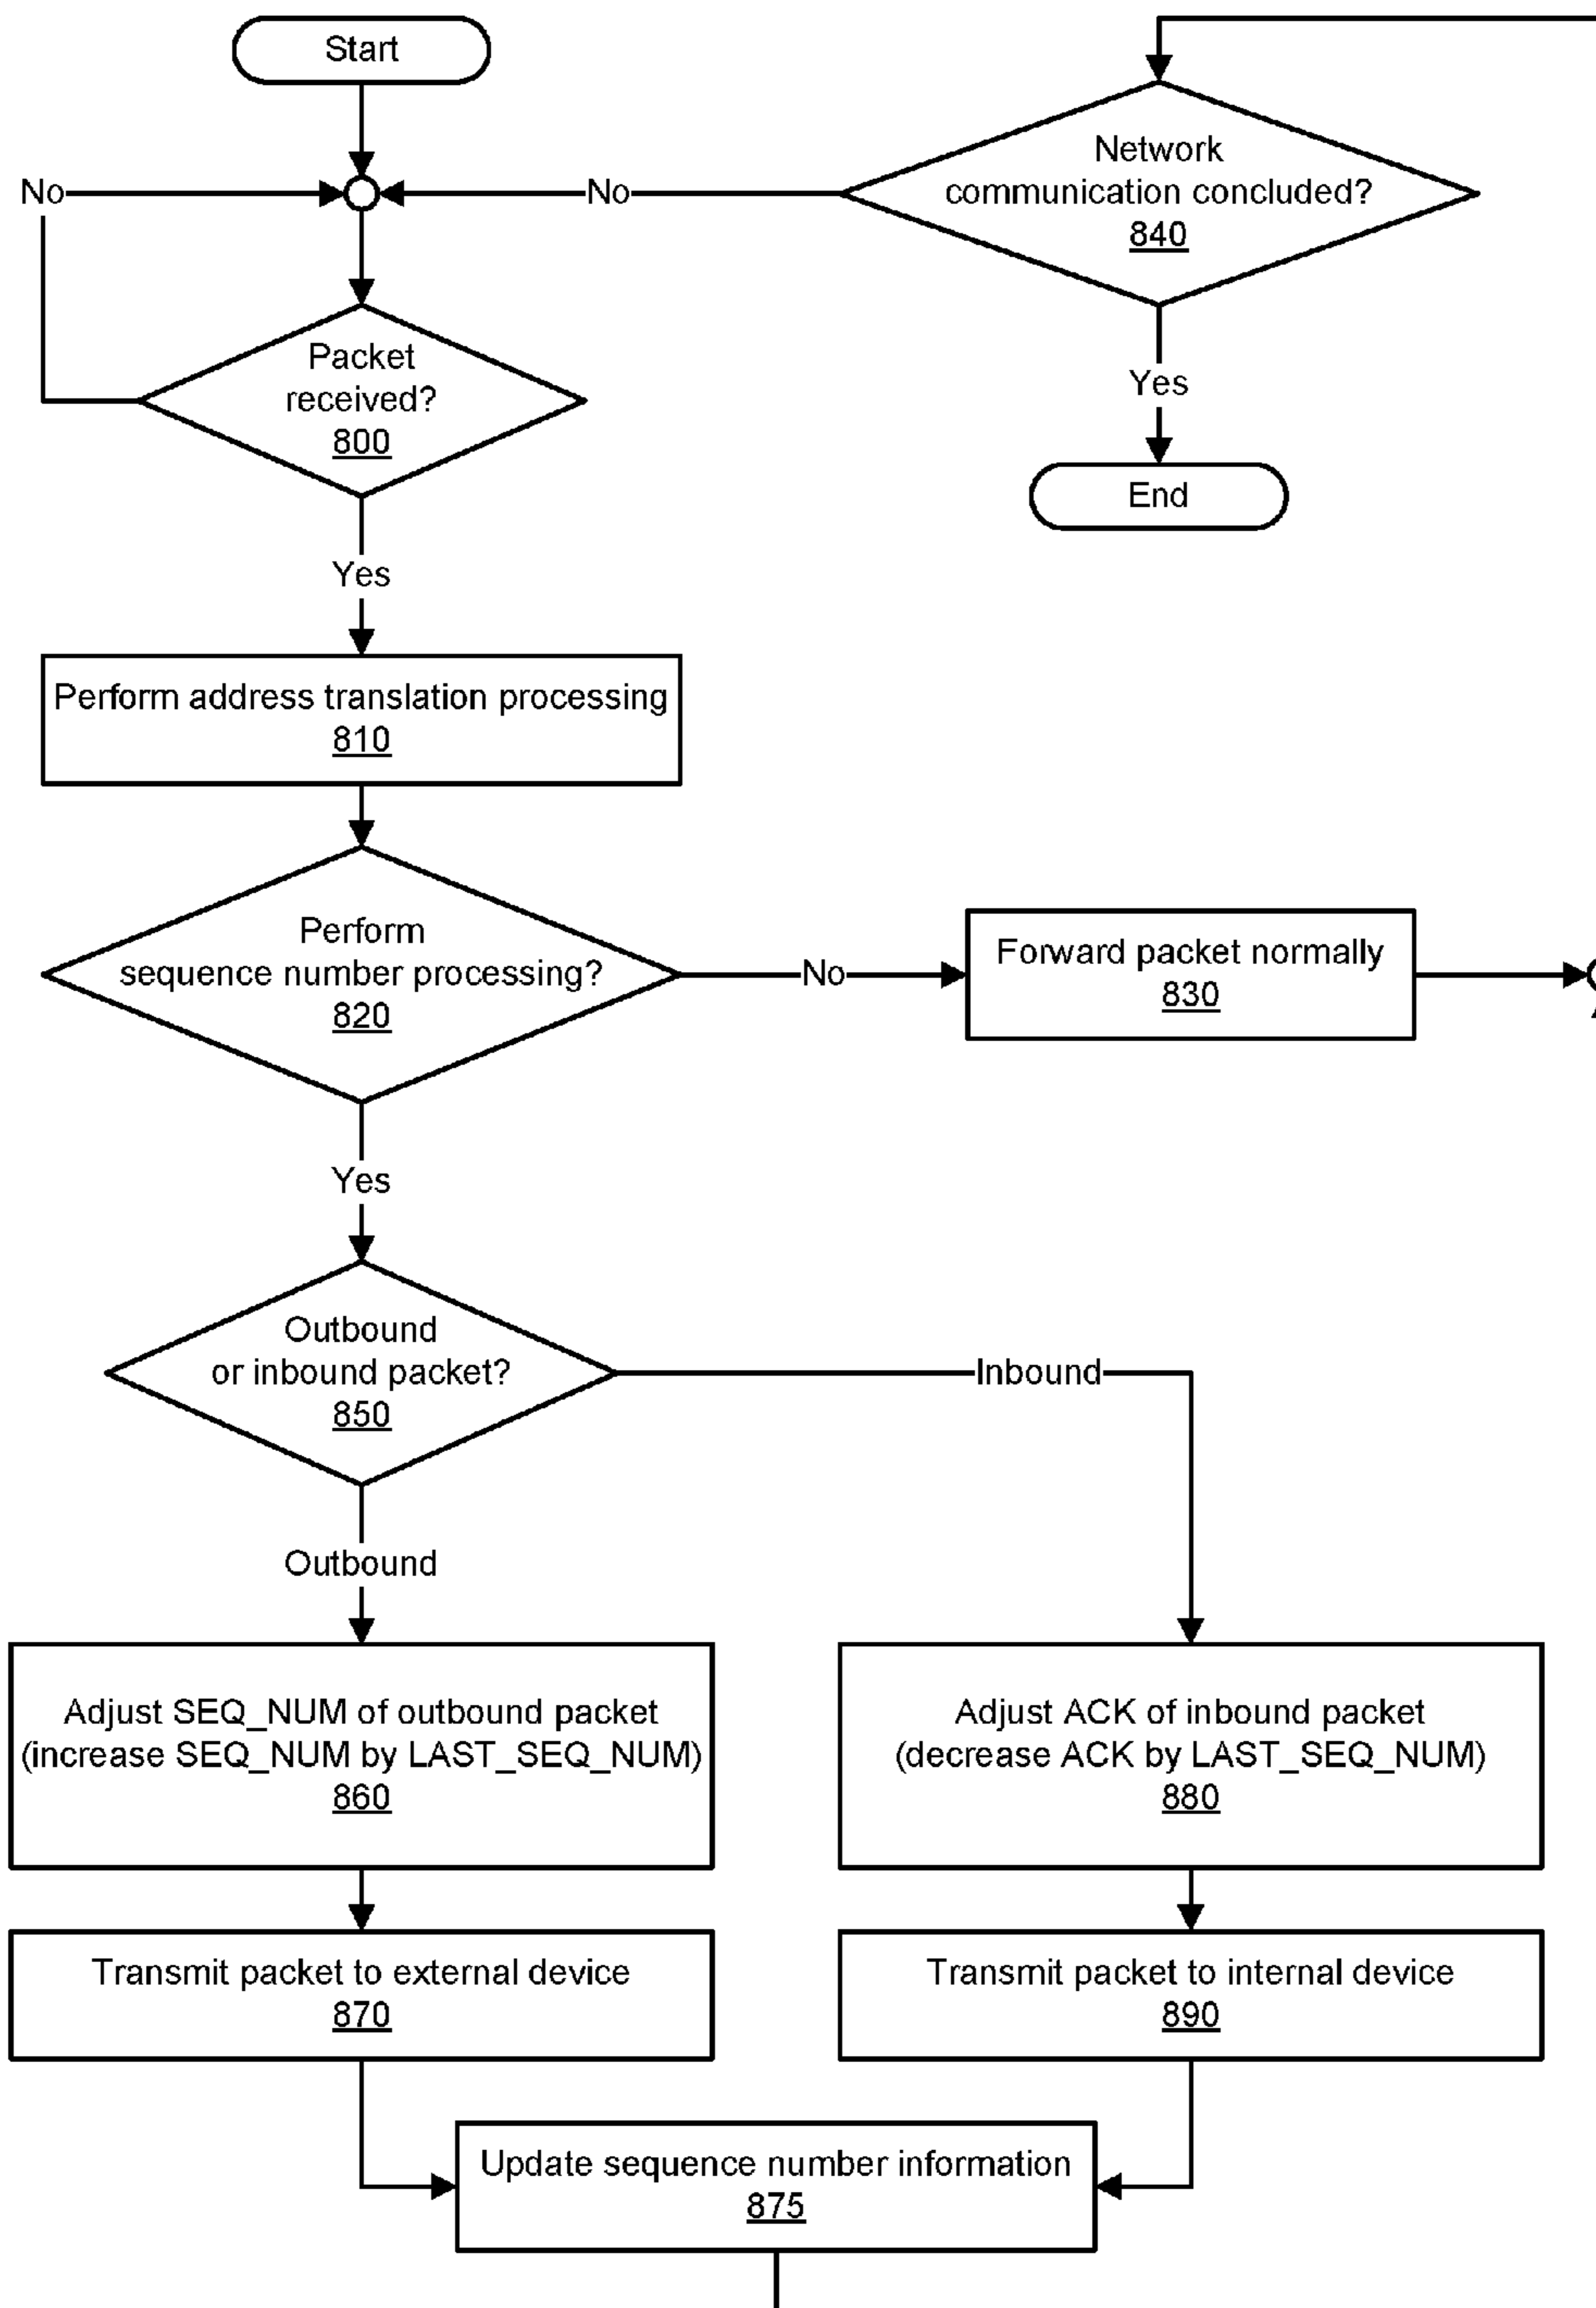 Start
Network
communication concluded?
840
No
No
Packet
received?
800
Yes
End
Yes
Perform address translation processing
810
Perform
sequence number processing?
820
No
Forward packet normally
830
Yes
Outbound
or inbound packet?
850
Inbound
Outbound
Adjust SEQ_NUM of outbound packet
(increase SEQ_NUM by LAST_SEQ_NUM)
860
Adjust ACK of inbound packet
(decrease ACK by LAST_SEQ_NUM)
880
Transmit packet to external device
870
Transmit packet to internal device
890
Update sequence number information
875